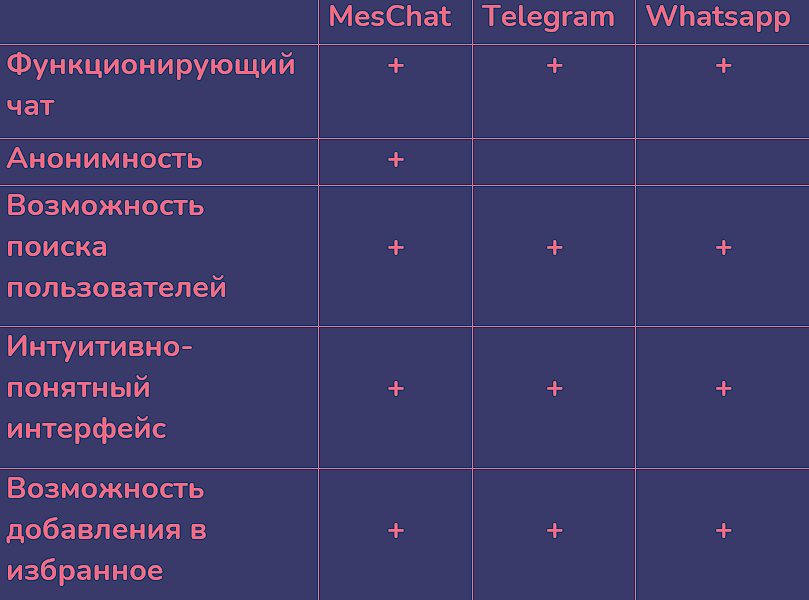 MesChat Telegram Whatsapp
Функционирующий + + +
чат
Анонимность +
Возможность
поиска + + +
пользователей
Интуитивно-
понятный + + +
интерфейс
Возможность
добавления в + + +
избранное